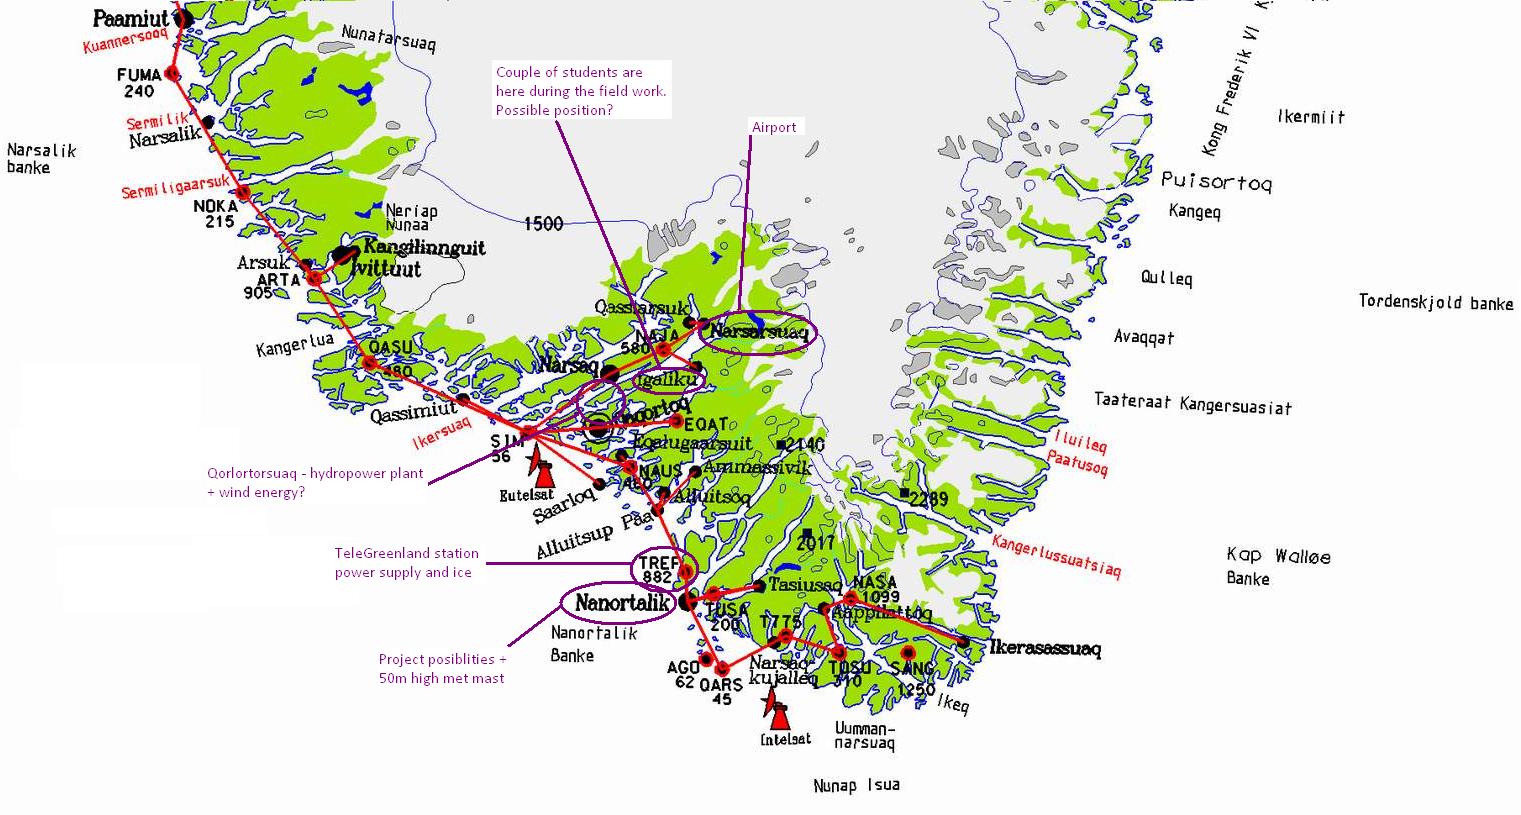 Paamiut
Kuannersooq
Nunatarsuaq
FUMA
240
Sermilik
Narsalik
Narsalik
banke
Sermiligaarsuk
NOKA
215
Neriap
Nunaa
1500
Kangilinnguit
Ivittuut
Arsuk
ARTA
905
Kangerlua
QASU
Qassimiut
Ikersuaq
Couple of students are
here during the field work.
Possible position?
Airport
Qassiarsuk
Narsarsuaq
NAJA
580
Narsaq
Igaliku
EQAT
SIM
56
Eqalugaarsuit
2140
NAUS
Ammassivik
Alluitsoq
Eutelsat
Saarloq
Alluitsup Paa
Qorlortorsuaq - hydropower plant
+ wind energy?
TeleGreenland station
power supply and ice
TREF
882
Nanortalik
Nanortalik
Banke
Project posiblities +
50m high met mast
TUSA
200
Tasiusaq
2017
2289
NASA
1099
Aappilattoq
T775
Narsaq
kujalleq
AGO
62
QARS
45
TOSU
SANG
1250
Ikerasassuaq
Ikeq
Intelsat
Uumman-
narsuaq
Nunap Isua
Kong Frederik VI
Ikermiit
Puisortoq
Kangeq
Qulleq
Tordenskjold banke
Avaqqat
Taateraat Kangersuasiat
Iluileq
Paatusoq
Kangerlussuatsiaq
Kap Walløe
Banke